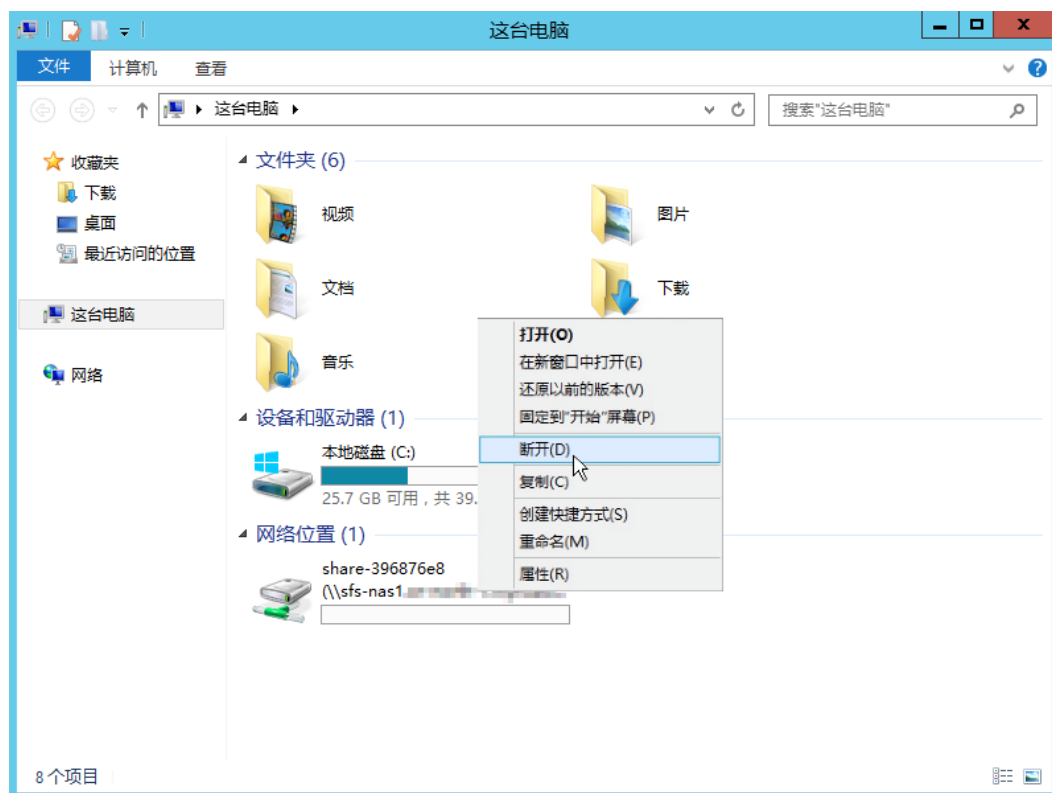 这台电脑
文件 计算机 查看
这台电脑
搜索"这台电脑"
收藏夹
下载
桌面
最近访问的位置
这台电脑
网络
文件夹 (6)
视频
图片
文档
下载
音乐
设备和驱动器 (1)
本地磁盘 (C:)
25.7 GB 可用，共 39.
网络位置 (1)
share-396876e8
(\\sfs-nas1.
打开(O)
在新窗口中打开(E)
还原以前的版本(V)
固定到"开始"屏幕(P)
断开(D)
复制(C)
创建快捷方式(S)
重命名(M)
属性(R)
8 个项目